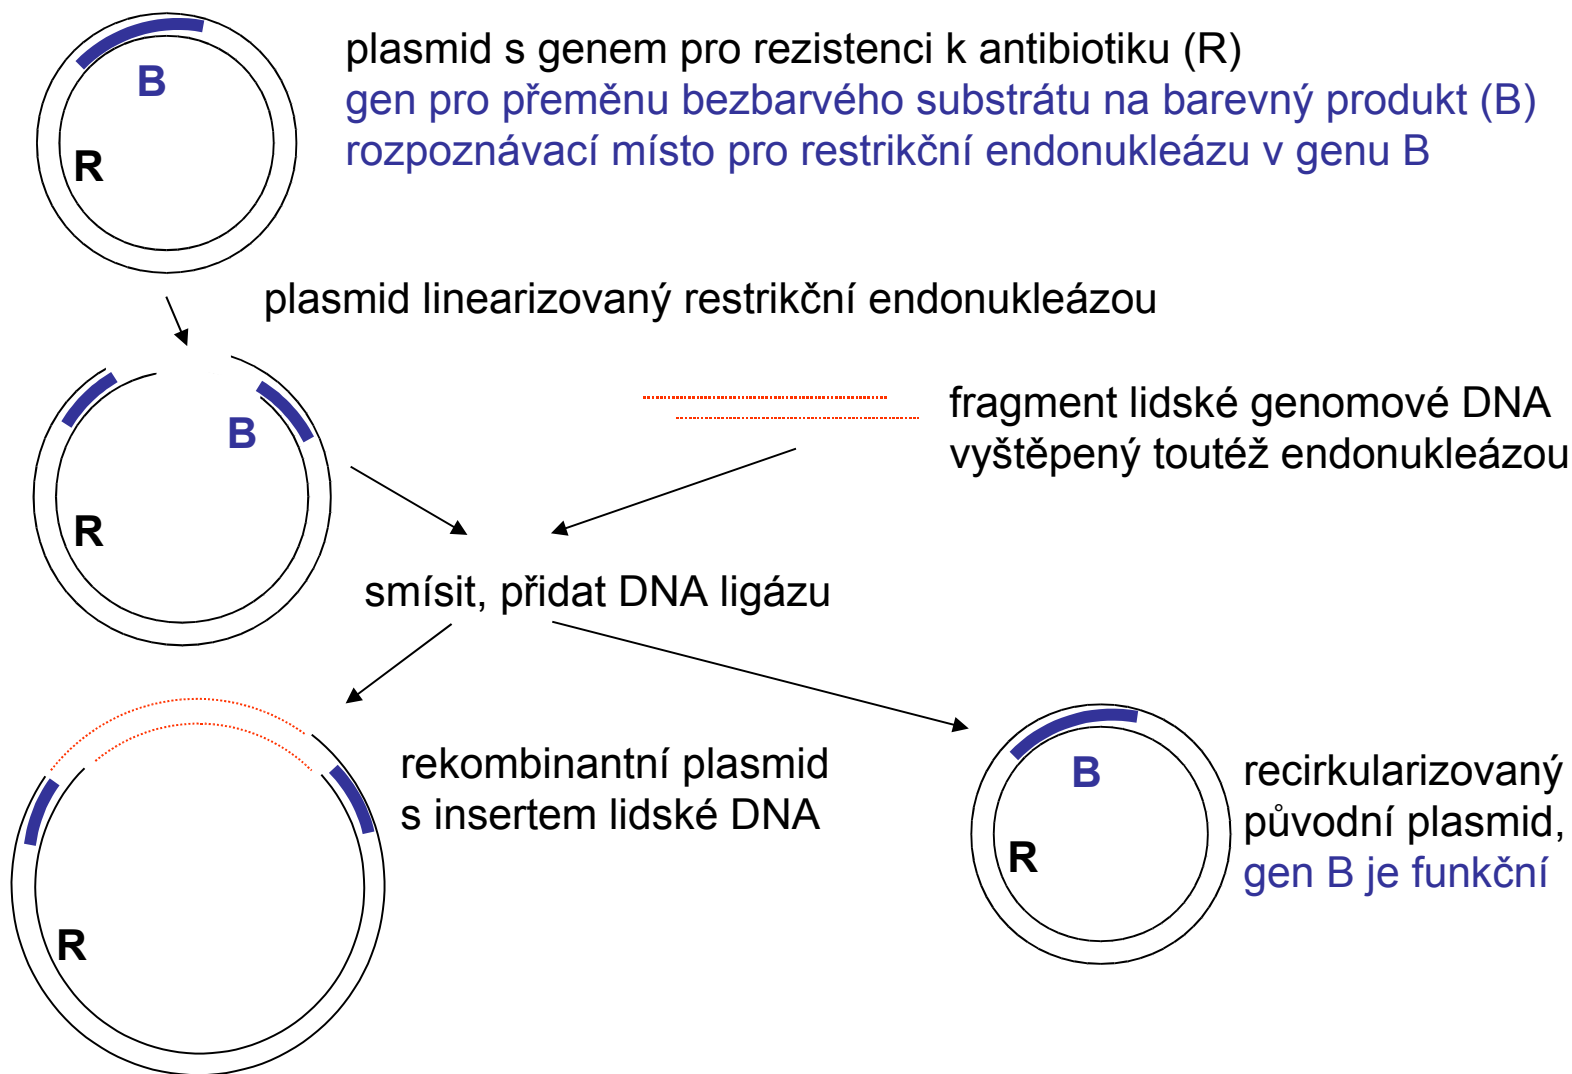 plasmid s genem pro rezistenci k antibiotiku (R)
gen pro přeměnu bezbarvého substrátu na barevný produkt (B)
rozpoznávací místo pro restrikční endonukleázu v genu B
B
R
plasmid linearizovaný restrikční endonukleázou
B
R
fragment lidské genomové DNA
vyštěpený toutéž endonukleázou
smísit, přidat DNA ligázu
rekombinantní plasmid
s insertem lidské DNA
R
B
R
recirkularizovaný
původní plasmid,
gen B je funkční